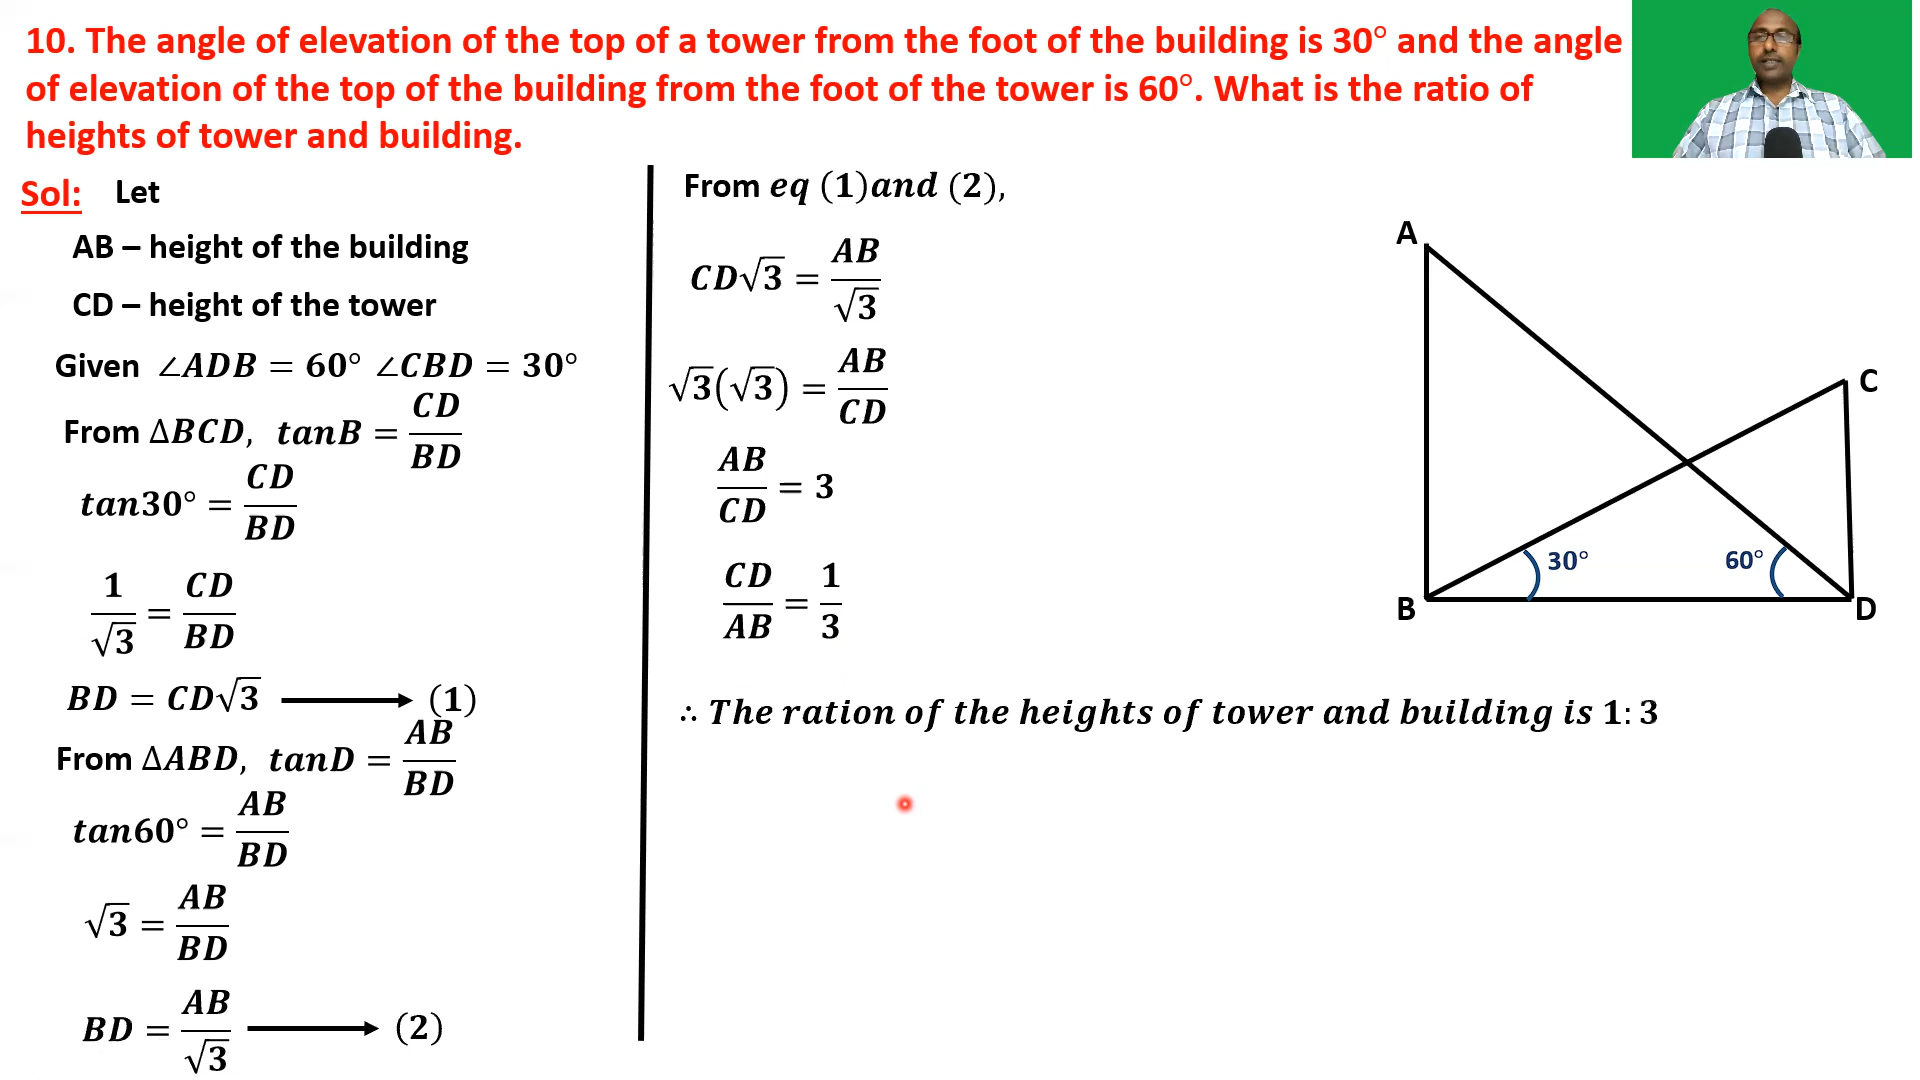 10. The angle of elevation of the top of a tower from the foot of the building is 30° and the angle
of elevation of the top of the building from the foot of the tower is 60°. What is the ratio of
heights of tower and building.
Sol: Let
AB – height of the building
CD – height of the tower
Given ∠ADB = 60° ∠CBD = 30°
From ΔBCD, tanB = CD/BD
tan30° = CD/BD
1/√3 = CD/BD
BD = CD√3 ⟶ (1)
From ΔABD, tanD = AB/BD
tan60° = AB/BD
√3 = AB/BD
BD = AB/√3 ⟶ (2)
From eq (1)and (2),
CD√3 = AB/√3
√3(√3) = AB/CD
AB/CD = 3
CD/AB = 1/3
∴ The ration of the heights of tower and building is 1: 3
A
C
30° 60°
B D